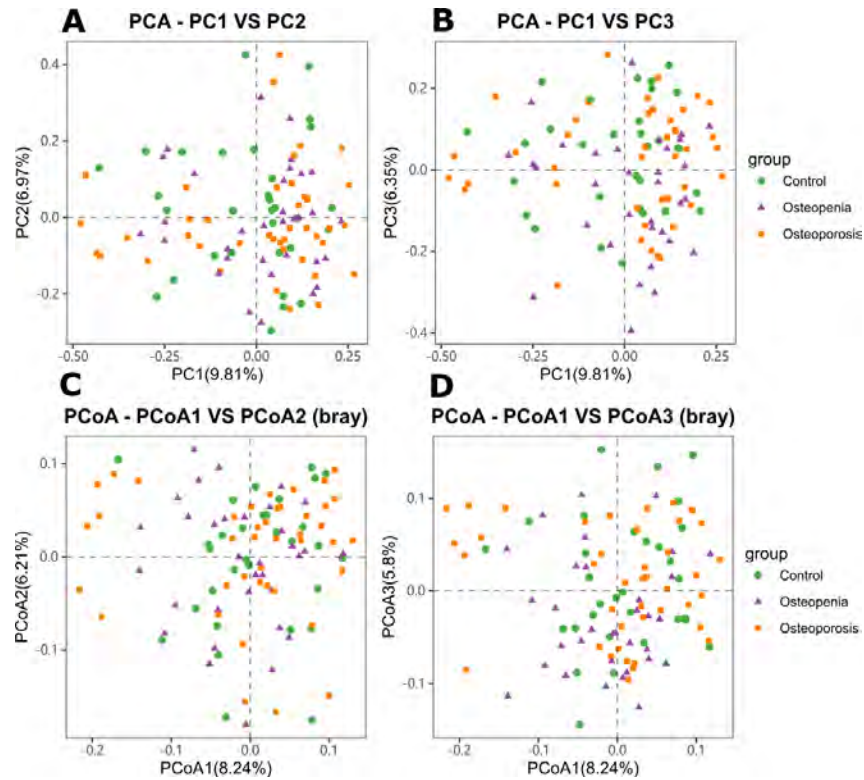 A
PCA - PC1 VS PC2
B
PCA - PC1 VS PC3
0.4
0.2
0.0
-0.2
PC2(6.97%)
-0.50
-0.25
0.00
0.25
PC1(9.81%)
0.2
0.0
-0.2
-0.4
PC3(6.35%)
-0.50
-0.25
0.00
0.25
PC1(9.81%)
group
Control
Osteopenia
Osteoporosis
C
PCoA - PCoA1 VS PCoA2 (bray)
D
PCoA - PCoA1 VS PCoA3 (bray)
0.1
0.0
-0.1
PCoA2(6.21%)
-0.2
-0.1
0.0
0.1
PCoA1(8.24%)
0.1
0.0
-0.1
PCoA3(5.8%)
-0.2
-0.1
0.0
0.1
PCoA1(8.24%)
group
Control
Osteopenia
Osteoporosis